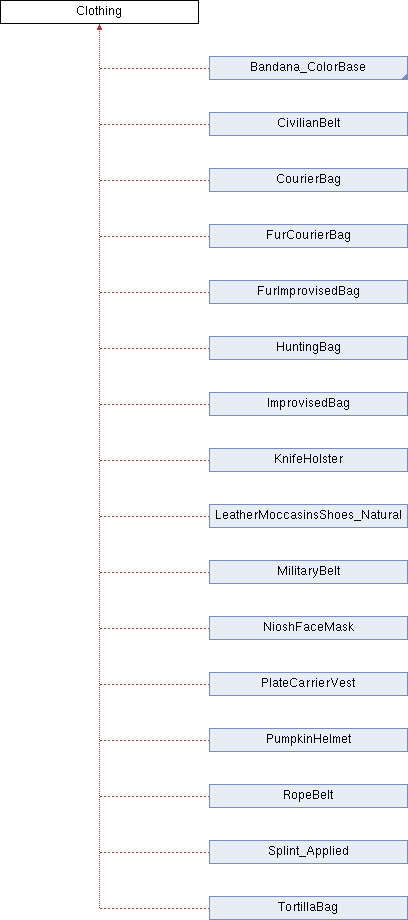 Clothing
Bandana_ColorBase
CivilianBelt
CourierBag
FurCourierBag
FurImprovisedBag
HuntingBag
ImprovisedBag
KnifeHolster
LeatherMoccasinsShoes_Natural
MilitaryBelt
NioshFaceMask
PlateCarrierVest
PumpkinHelmet
RopeBelt
Splint_Applied
TortillaBag